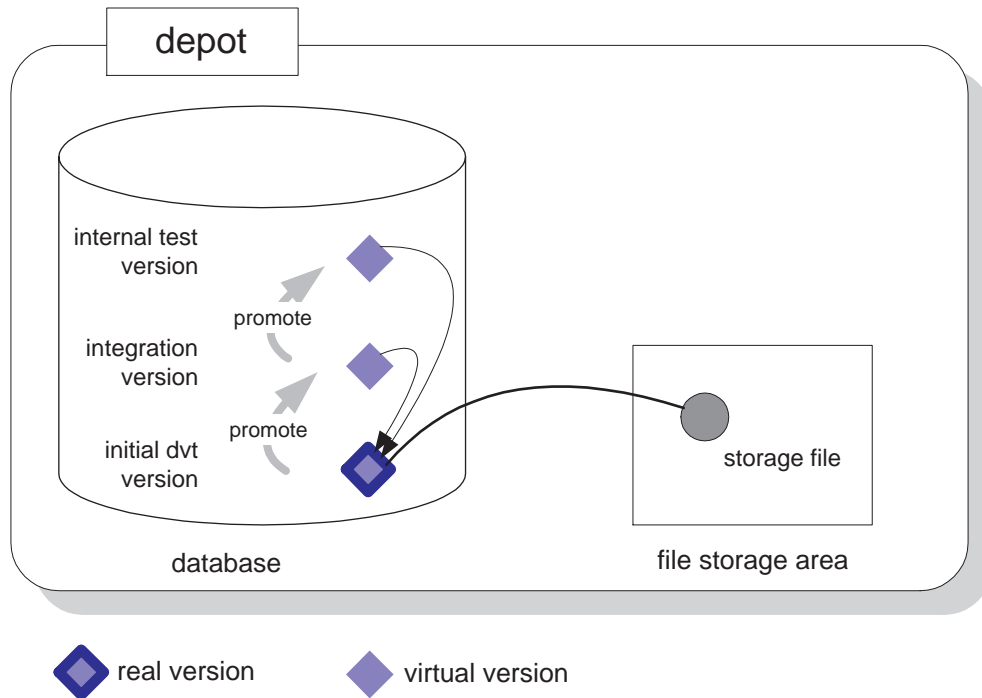 depot
internal test
version
promote
integration
version
promote
initial dvt
version
storage file
database
file storage area
real version
virtual version